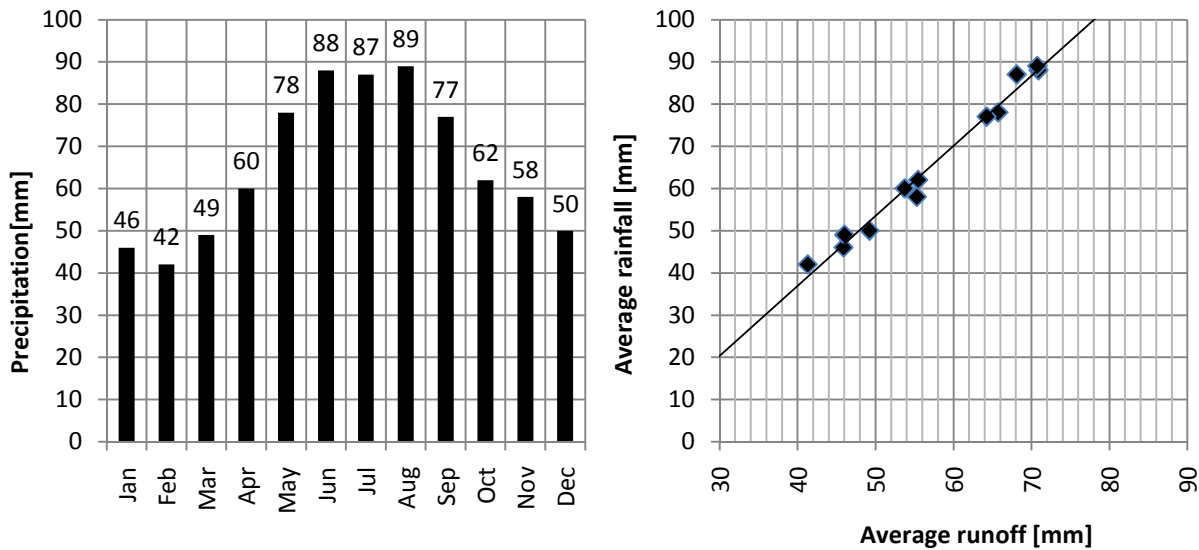 100
90
80
70
60
50
40
30
20
10
0
Precipitation[mm]
46
42
49
60
78
88
87
89
77
62
58
50
Jan
Feb
Mar
Apr
May
Jun
Jul
Aug
Sep
Oct
Nov
Dec
100
90
80
70
60
50
40
30
20
10
0
Average rainfall [mm]
30
40
50
60
70
80
90
Average runoff [mm]